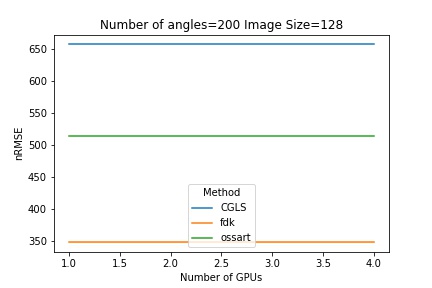 Number of angles=200 Image Size=128
nRMSE
650
600
550
500
450
400
350
Method
CGLS
fdk
ossart
1.0 1.5 2.0 2.5 3.0 3.5 4.0
Number of GPUs